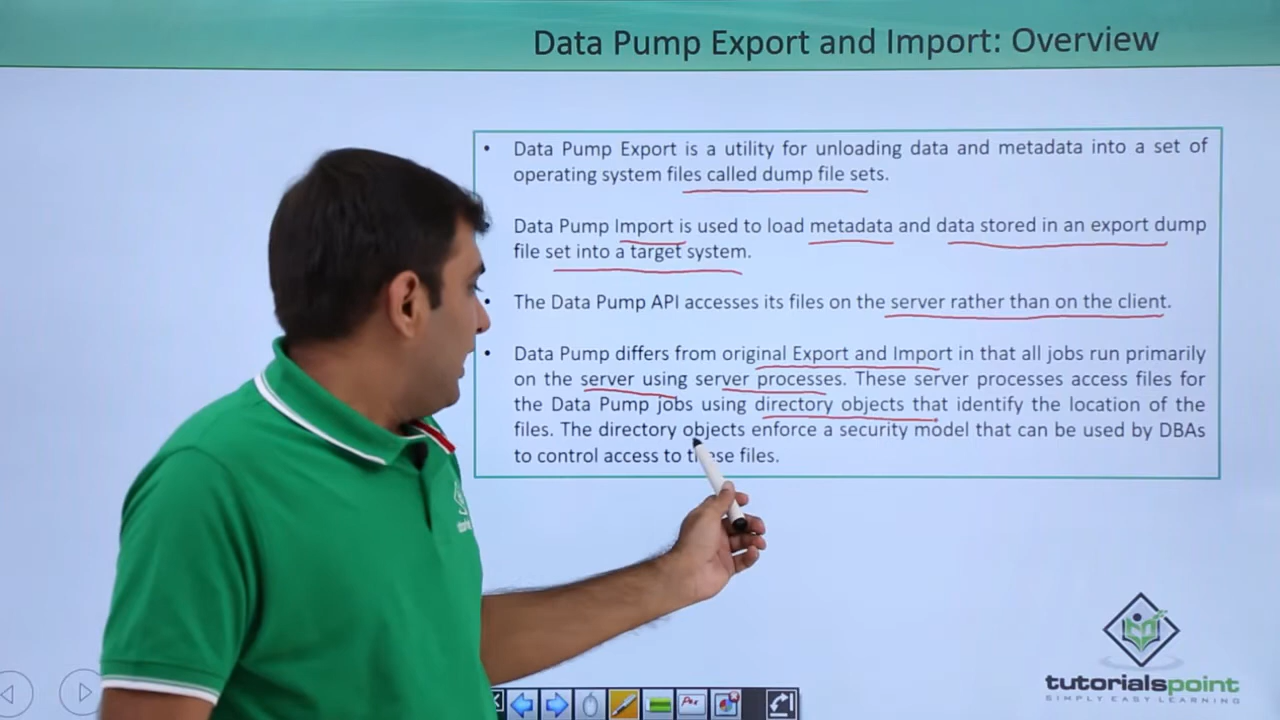 Data Pump Export and Import: Overview
• Data Pump Export is a utility for unloading data and metadata into a set of
operating system files called dump file sets.
• Data Pump Import is used to load metadata and data stored in an export dump
file set into a target system.
• The Data Pump API accesses its files on the server rather than on the client.
• Data Pump differs from original Export and Import in that all jobs run primarily
on the server using server processes. These server processes access files for
the Data Pump jobs using directory objects that identify the location of the
files. The directory objects enforce a security model that can be used by DBAs
to control access to these files.
tutorialspoint
SIMPLY EASY LEARNING